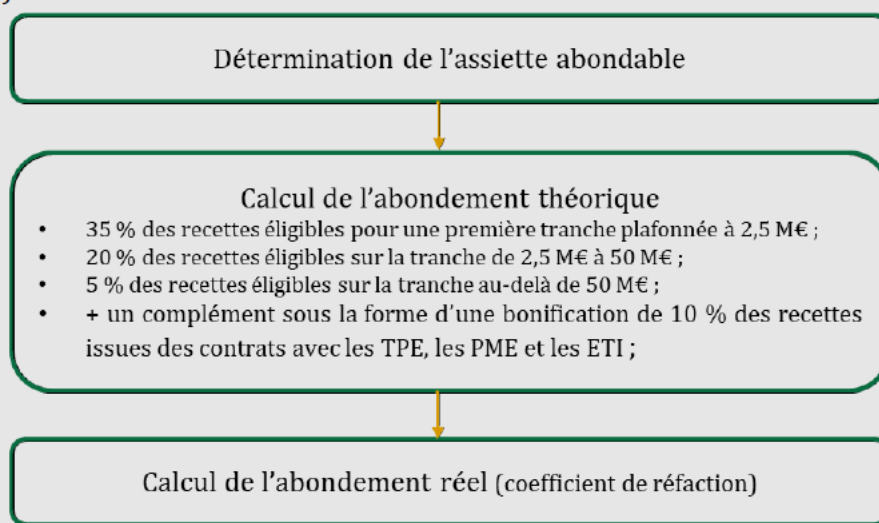 Détermination de l'assiette abondable
Calcul de l'abondement théorique
• 35 % des recettes éligibles pour une première tranche plafonnée à 2,5 M€ ;
• 20 % des recettes éligibles sur la tranche de 2,5 M€ à 50 M€ ;
• 5 % des recettes éligibles sur la tranche au-delà de 50 M€ ;
• + un complément sous la forme d'une bonification de 10 % des recettes
issues des contrats avec les TPE, les PME et les ETI ;
Calcul de l'abondement réel (coefficient de réfaction)